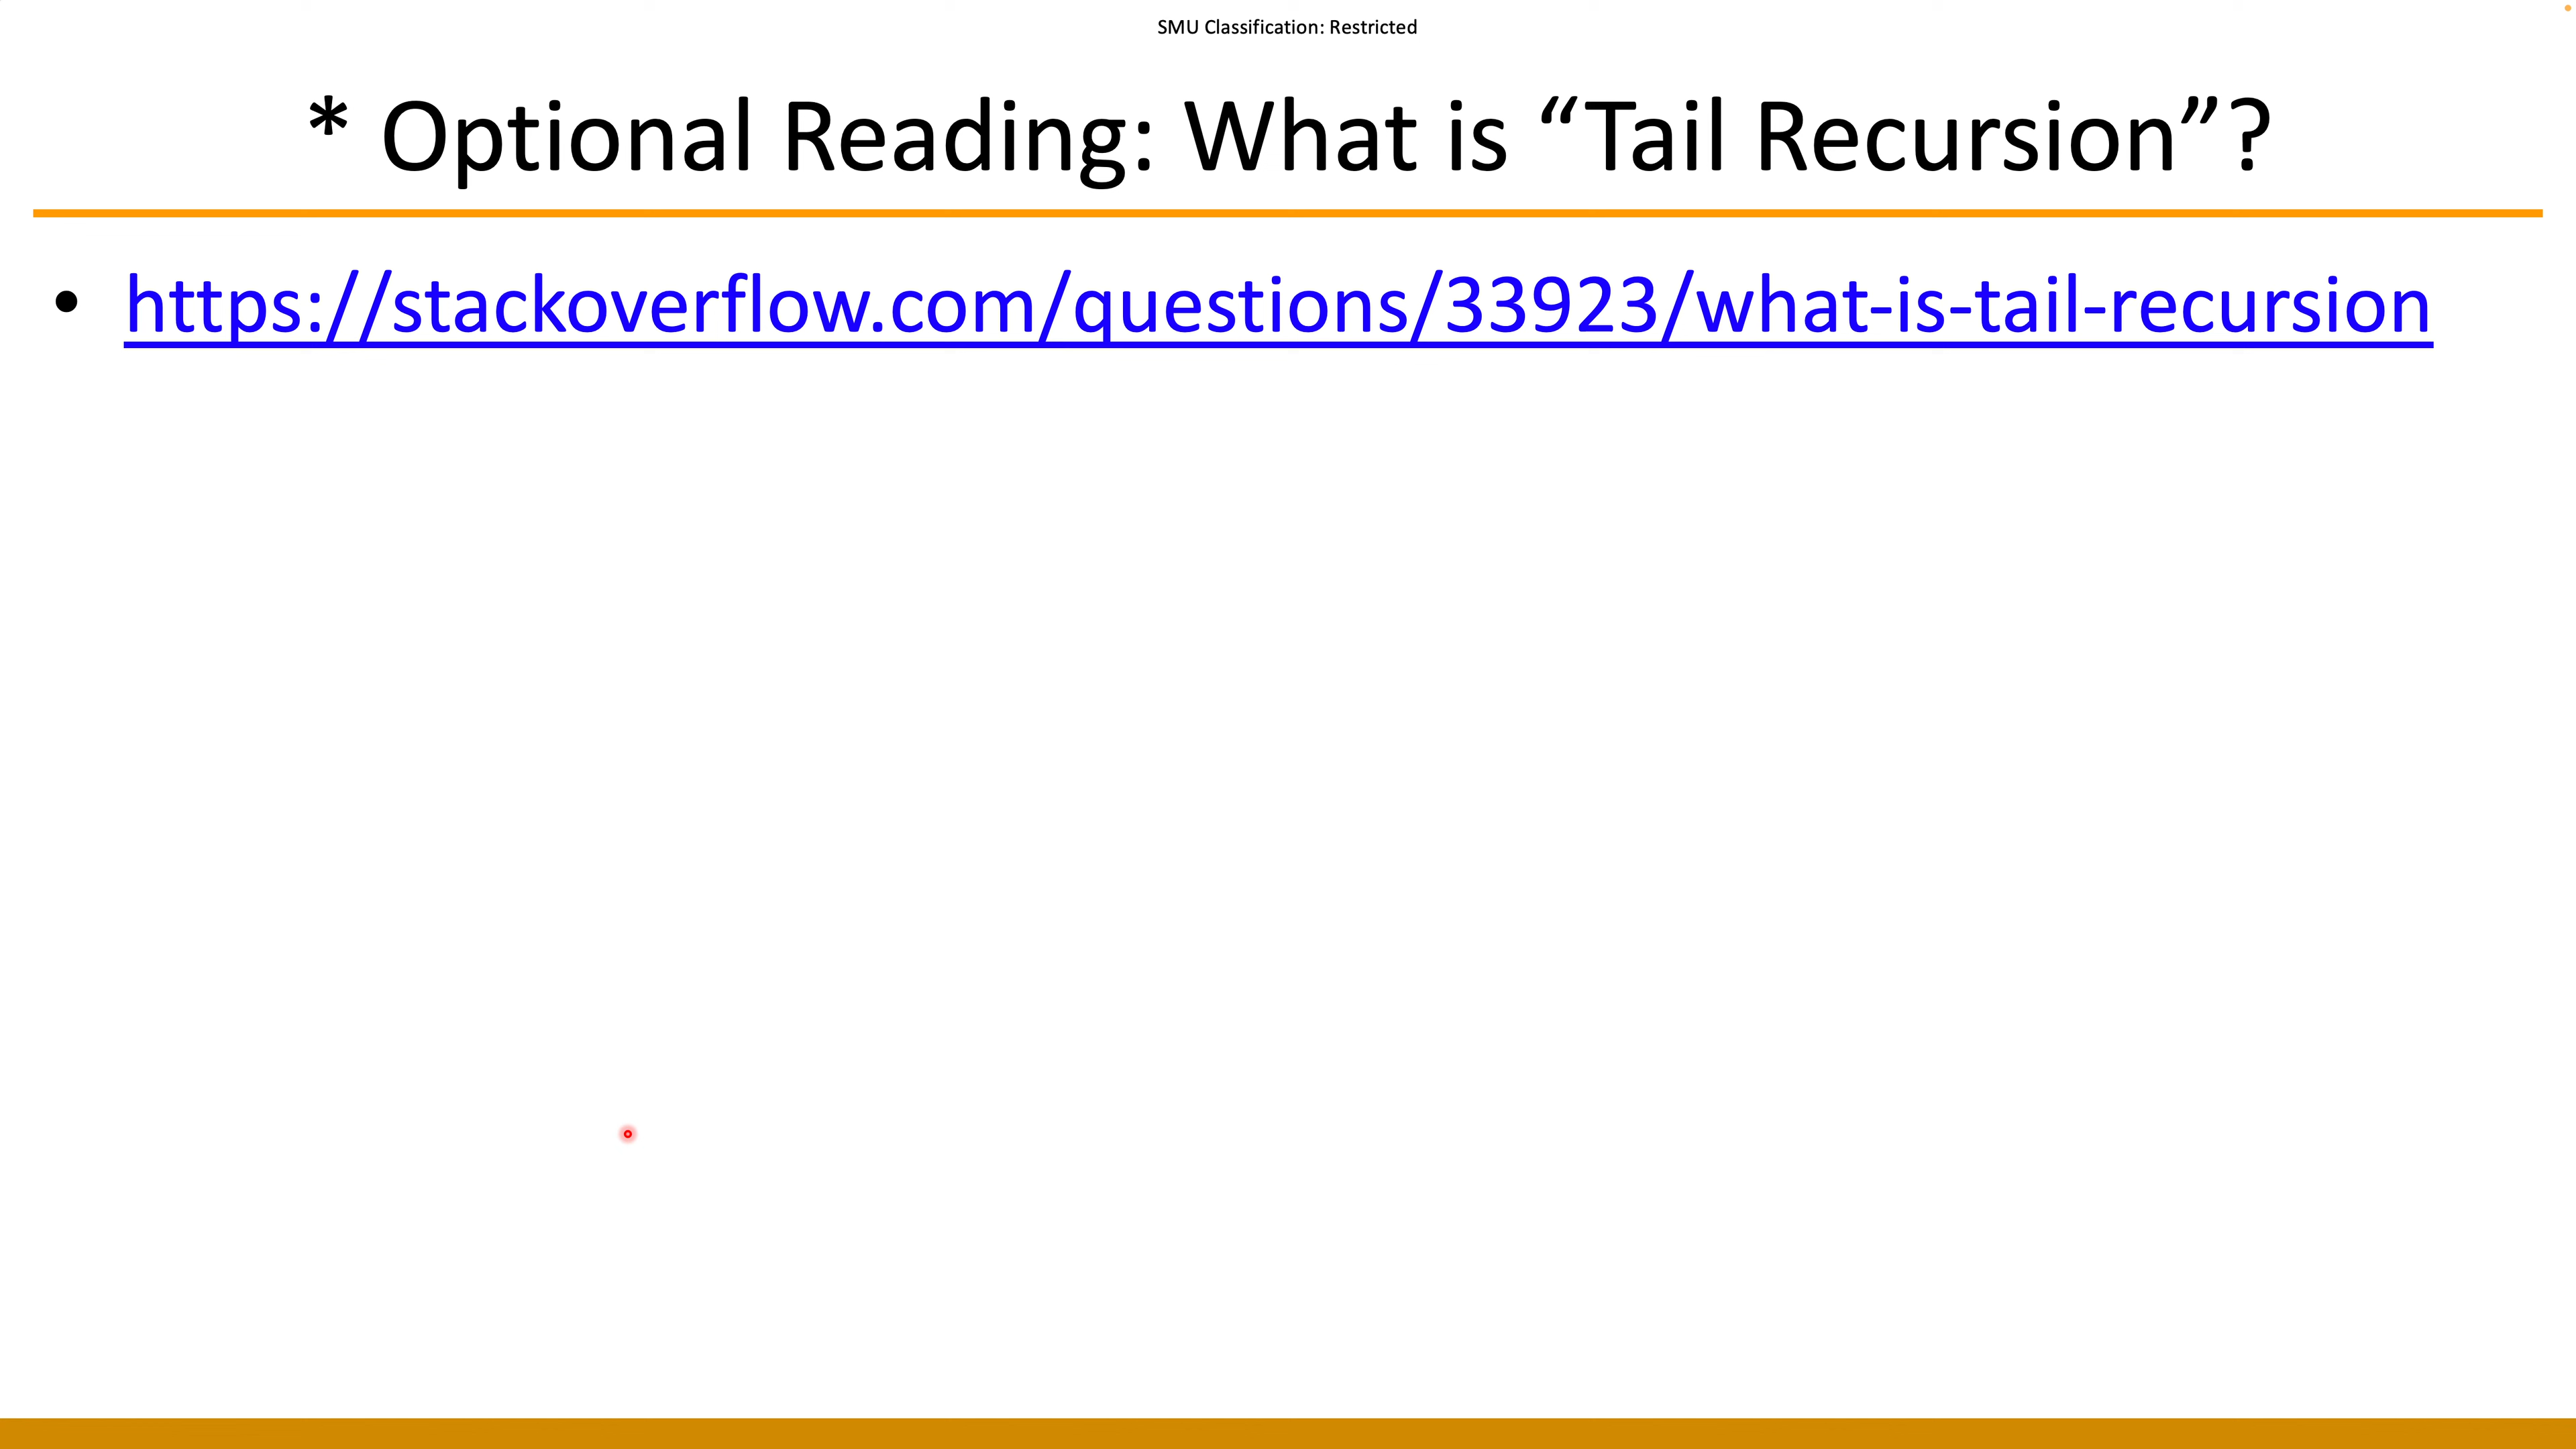 SMU Classification: Restricted
* Optional Reading: What is “Tail Recursion”?
• https://stackoverflow.com/questions/33923/what-is-tail-recursion